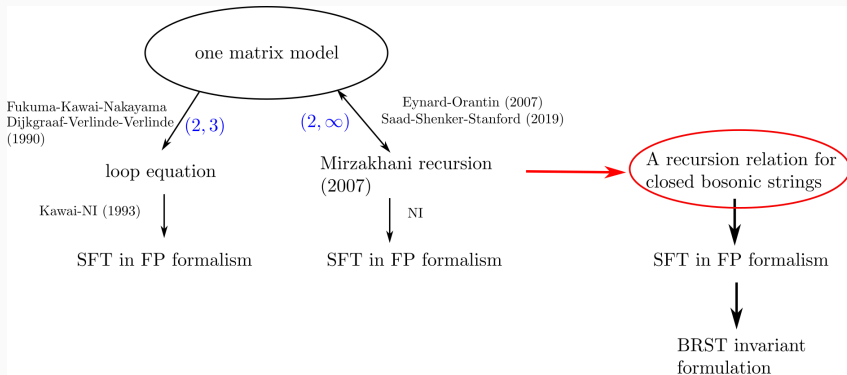 one matrix model
Fukuma-Kawai-Nakayama
Dijkgraaf-Verlinde-Verlinde
(1990)
(2, 3)
(2, ∞)
Eynard-Orantin (2007)
Saad-Shenker-Stanford (2019)
loop equation
Mirzakhani recursion
(2007)
A recursion relation for
closed bosonic strings
Kawai-NI (1993)
NI
SFT in FP formalism
SFT in FP formalism
SFT in FP formalism
BRST invariant
formulation